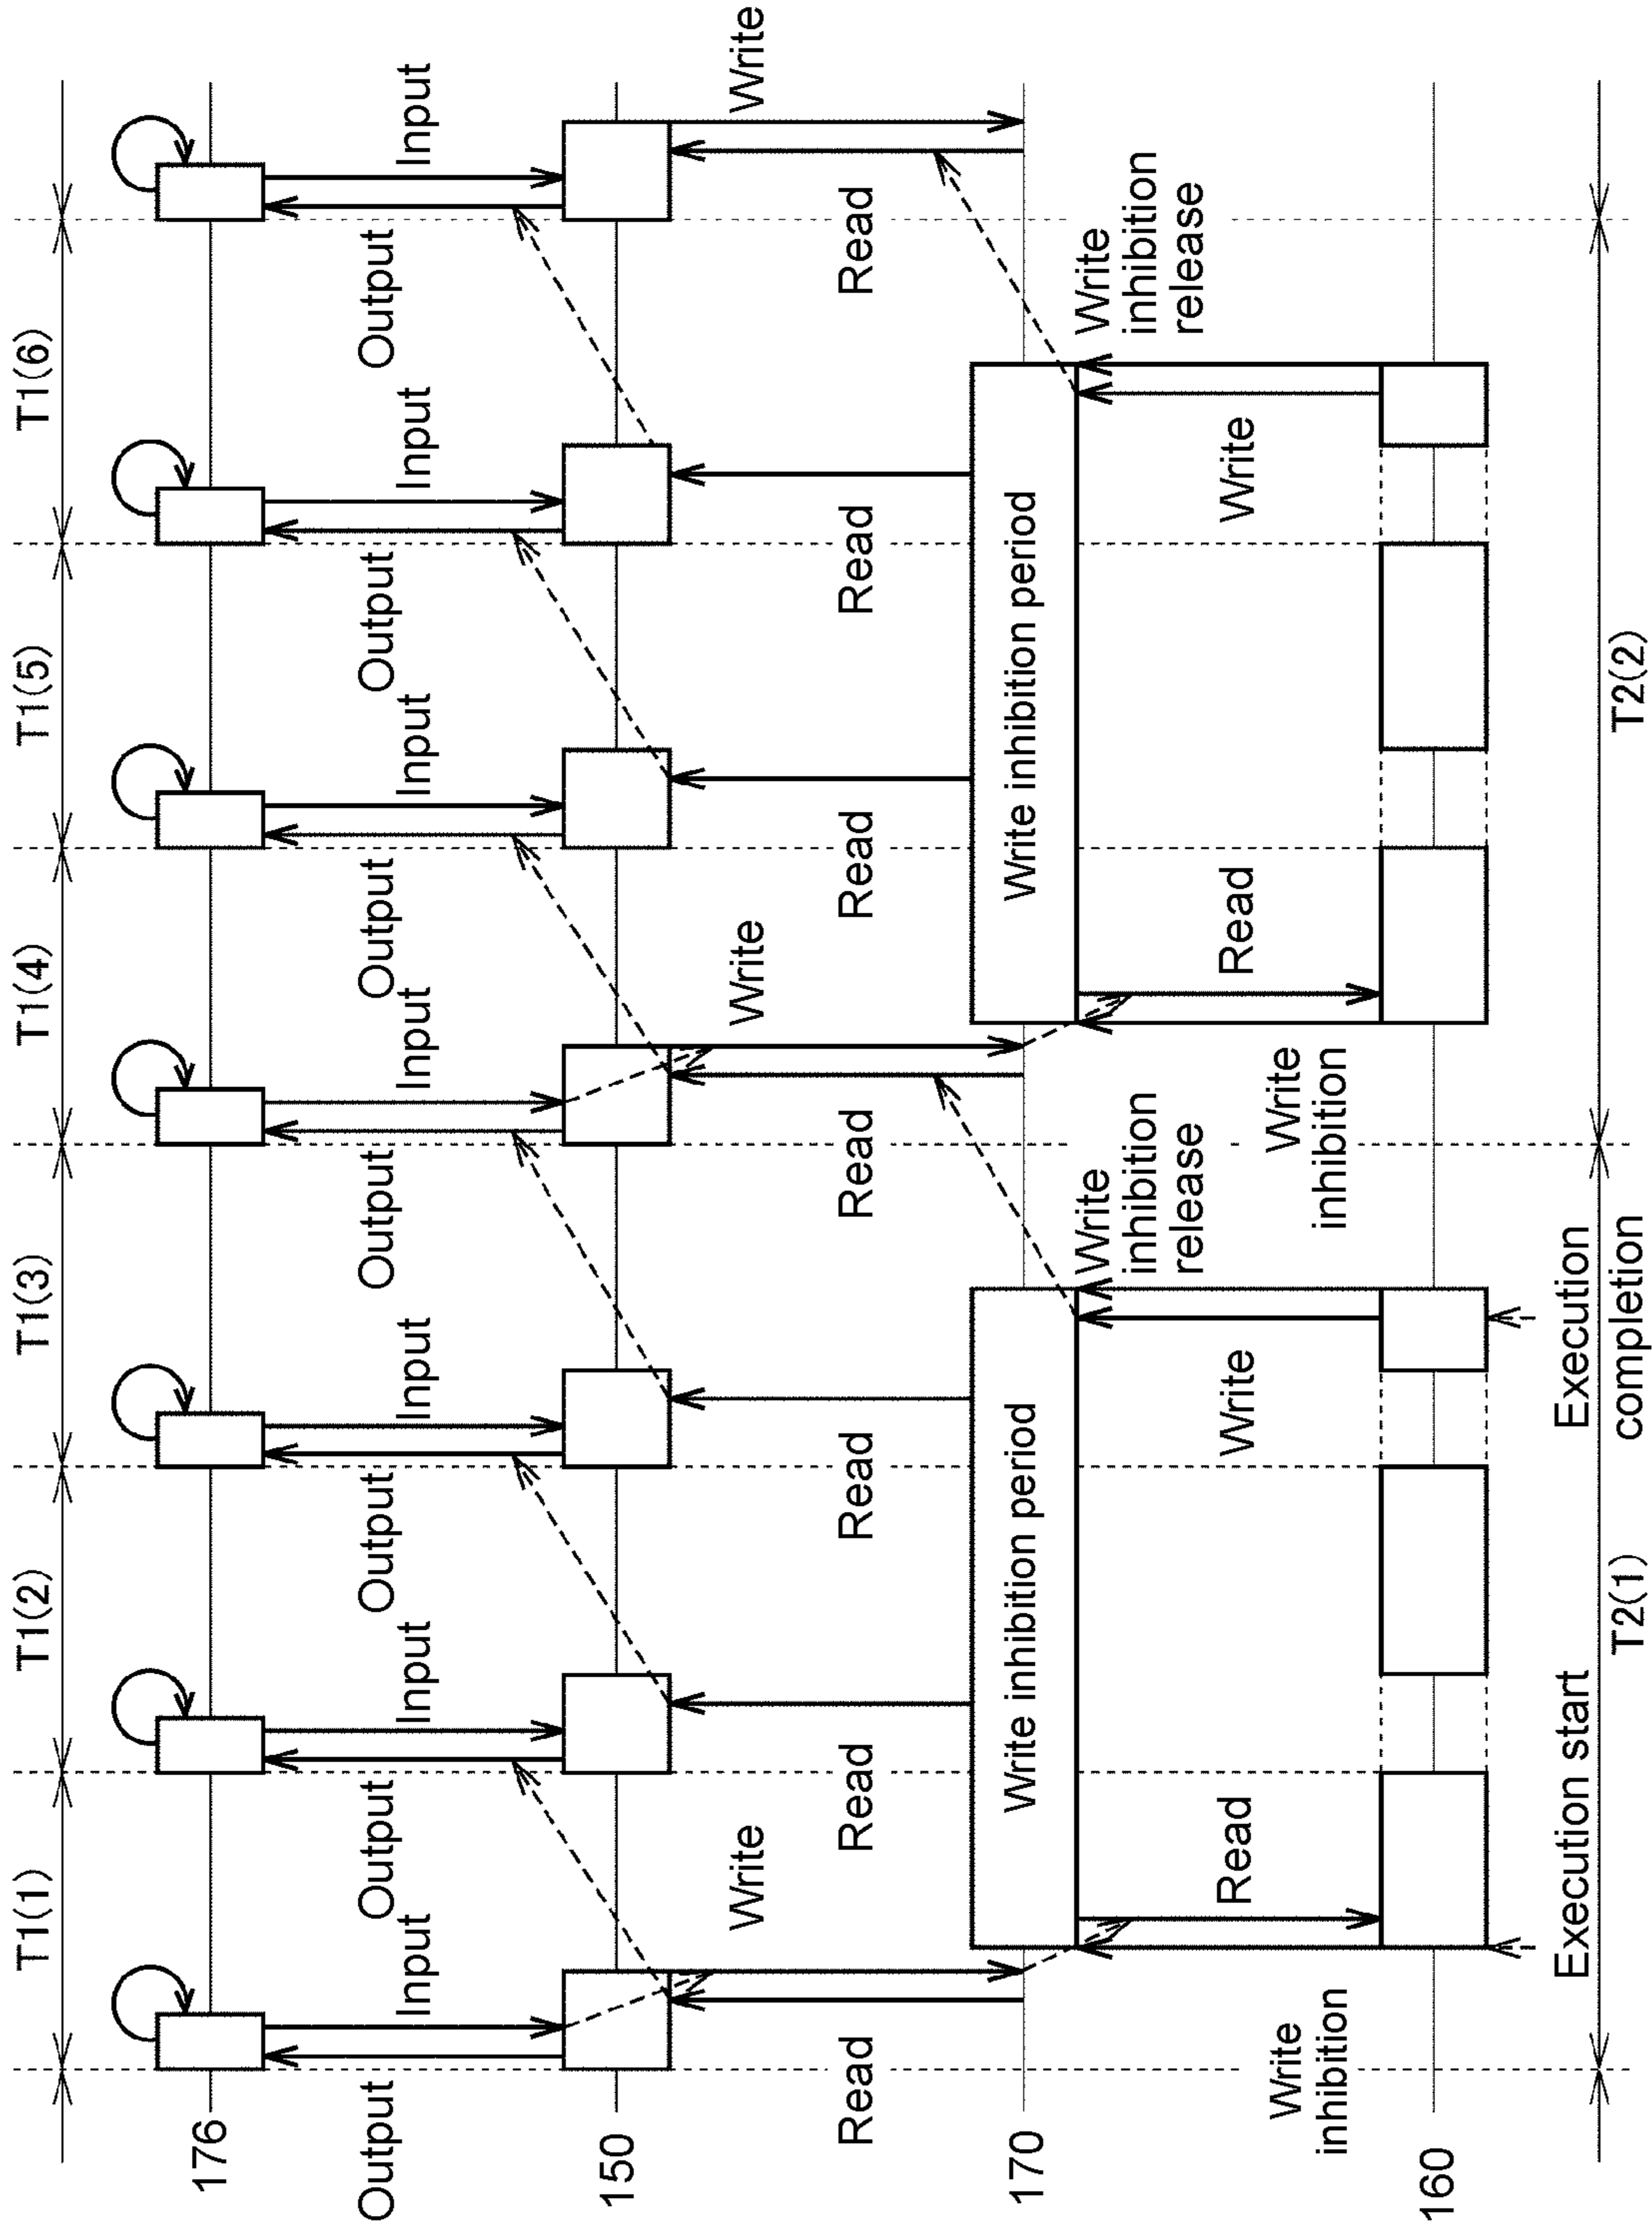 T1(1)
T1(2)
T1(3)
T1(4)
T1(5)
T1(6)
176
Output
Input
Output
Input
Output
Input
Output
Input
Output
Input
Output
Input
Output
Input
150
Write
Write
Write
Read
Read
Read
Read
Read
Read
Read
170
Write inhibition period
Write inhibition period
Write
inhibition
release
Write
inhibition
release
Write
inhibition
Read
Write
Write
inhibition
Read
Write
160
Execution start
Execution
completion
T2(1)
T2(2)